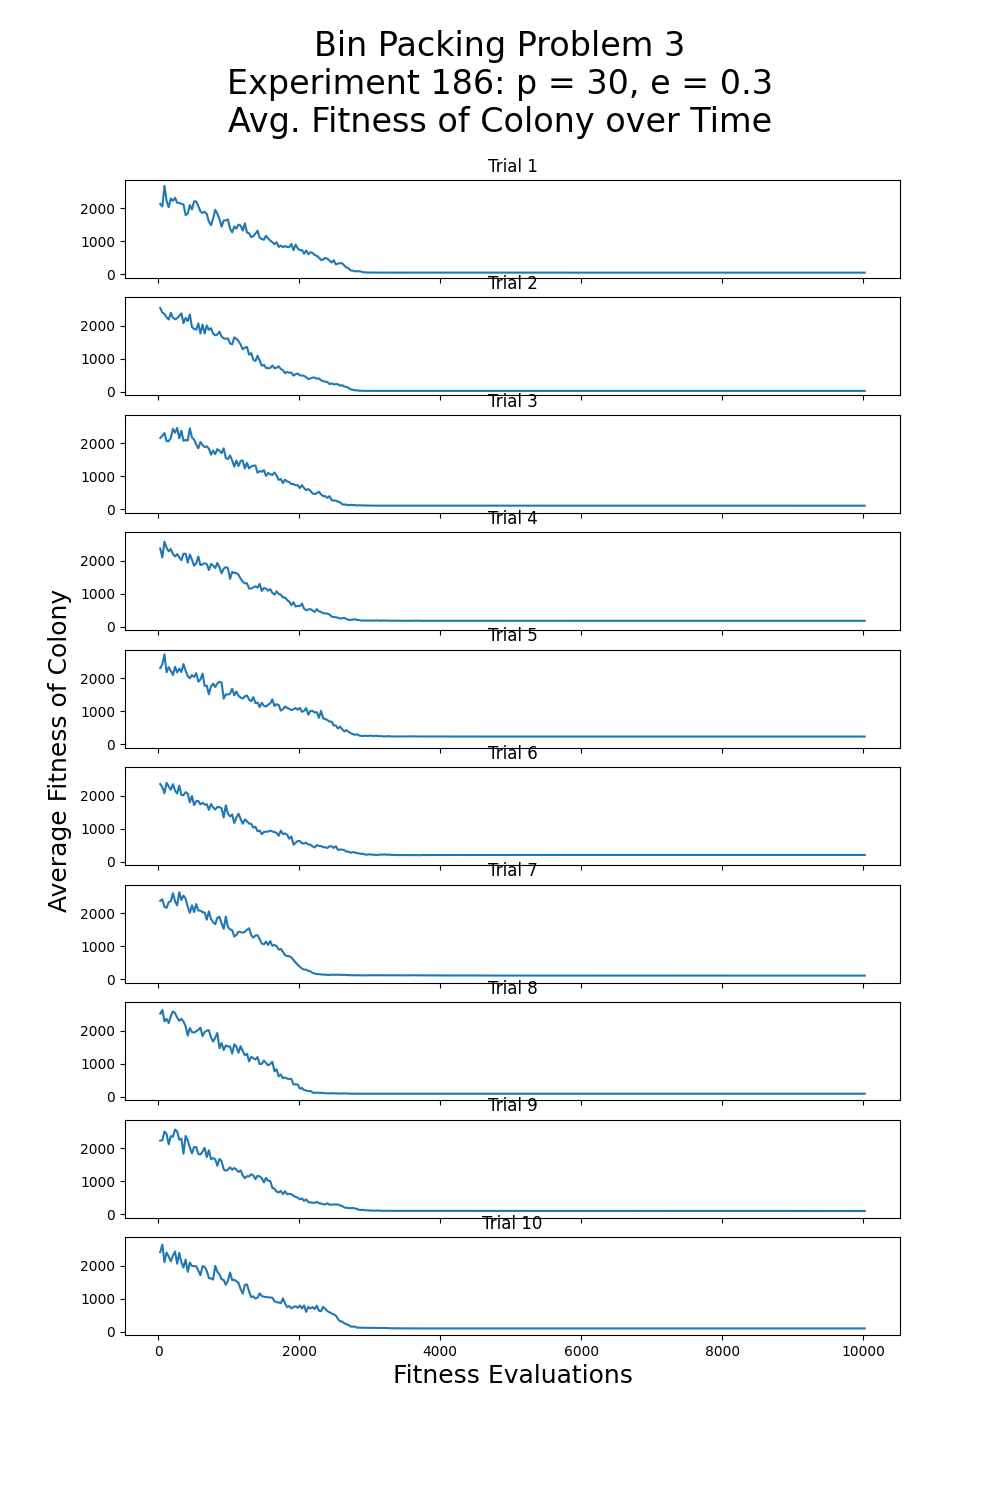 Bin Packing Problem 3
Experiment 186: p = 30, e = 0.3
Avg. Fitness of Colony over Time
Trial 1
2000
1000
0
Trial 2
2000
1000
0
Trial 3
2000
1000
0
Trial 4
2000
1000
0
Trial 5
2000
1000
0
Trial 6
2000
1000
0
Trial 7
2000
1000
0
Trial 8
2000
1000
0
Trial 9
2000
1000
0
Trial 10
2000
1000
0
0 2000 4000 6000 8000 10000
Fitness Evaluations
Average Fitness of Colony